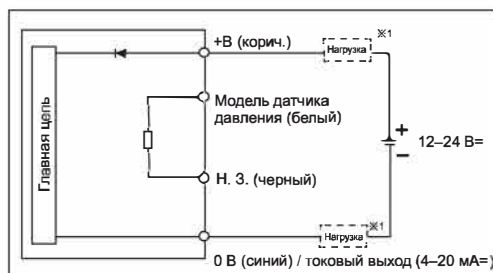 +В (корич.)
Нагрузка
※1
Главная цепь
Модель датчика
давления (белый)
+
12–24 В=
−
Н. З. (черный)
※1
Нагрузка
0 В (синий) / токовый выход (4–20 мА=)